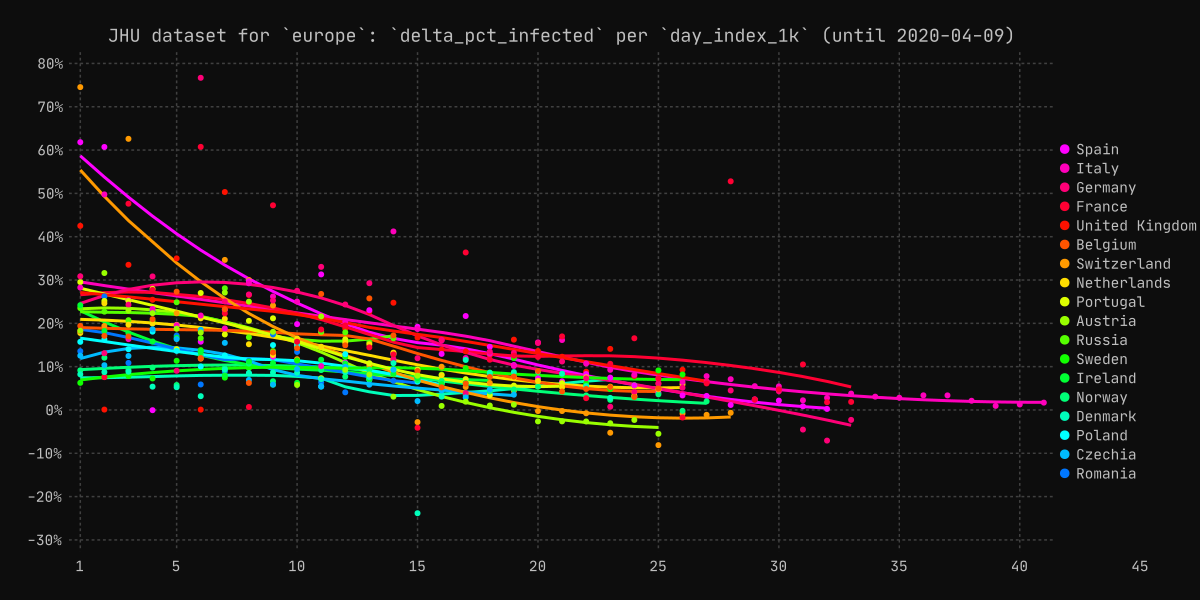 JHU dataset for `europe`: `delta_pct_infected` per `day_index_1k` (until 2020-04-09)
80%
70%
60%
50%
40%
30%
20%
10%
0%
-10%
-20%
-30%
1 5 10 15 20 25 30 35 40 45
Spain
Italy
Germany
France
United Kingdom
Belgium
Switzerland
Netherlands
Portugal
Austria
Russia
Sweden
Ireland
Norway
Denmark
Poland
Czechia
Romania